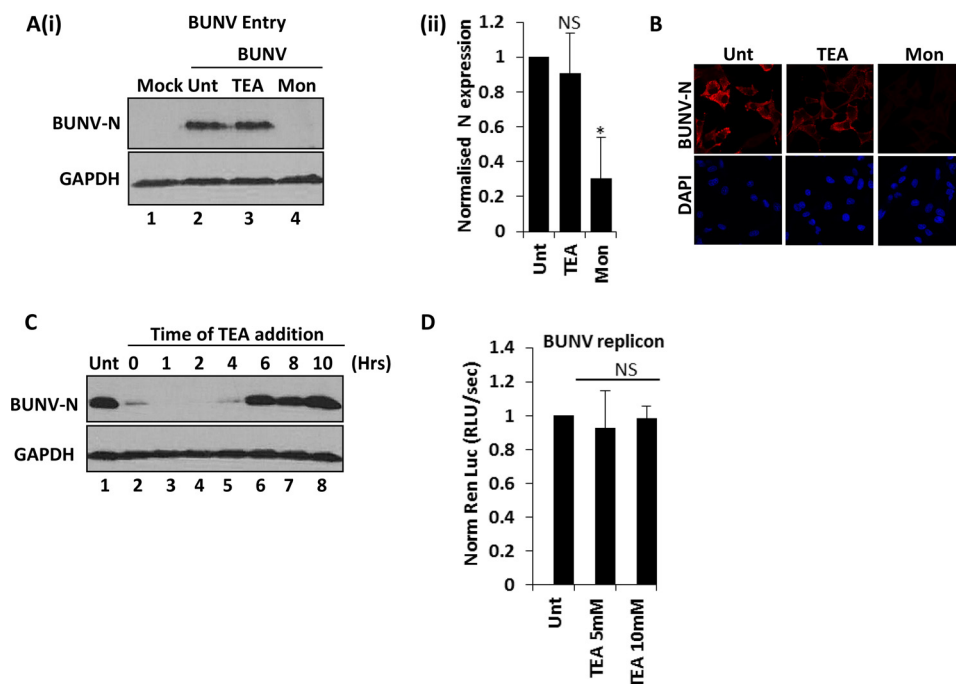 A(i)
BUNV Entry
BUNV
Mock Unt TEA Mon
BUNV-N
GAPDH
1 2 3 4
(ii)
Normalised N expression
1
0.8
0.6
0.4
0.2
0
NS
*
Unt
TEA
Mon
B
Unt TEA Mon
BUNV-N
DAPI
C
Time of TEA addition
Unt 0 1 2 4 6 8 10 (Hrs)
BUNV-N
GAPDH
1 2 3 4 5 6 7 8
D
BUNV replicon
NS
Norm Ren Luc (RLU/sec)
1.4
1.2
1
0.8
0.6
0.4
0.2
0
Unt
TEA 5mM
TEA 10mM